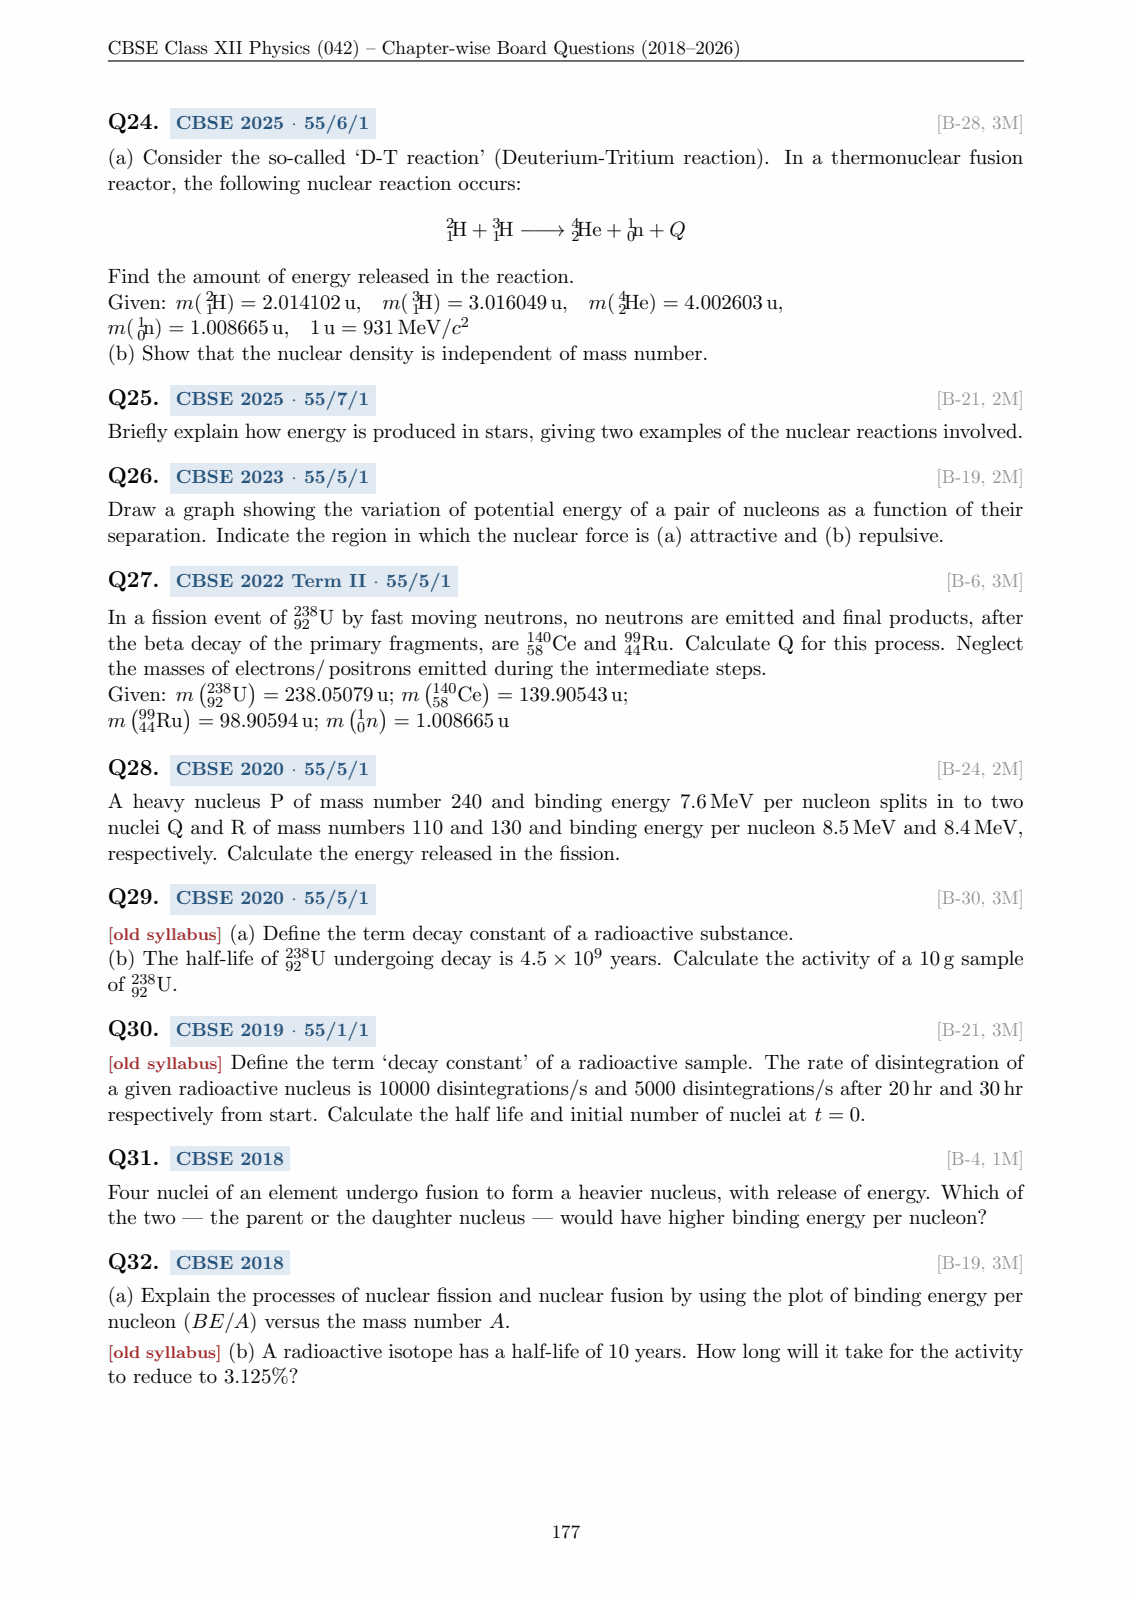 CBSE Class XII Physics (042) – Chapter-wise Board Questions (2018–2026)
Q24. CBSE 2025 · 55/6/1 [B-28, 3M]
(a) Consider the so-called ‘D-T reaction’ (Deuterium-Tritium reaction). In a thermonuclear fusion
reactor, the following nuclear reaction occurs:
²₁H + ³₁H ⟶ ⁴₂He + ¹₀n + Q
Find the amount of energy released in the reaction.
Given: m(²₁H) = 2.014102 u, m(³₁H) = 3.016049 u, m(⁴₂He) = 4.002603 u,
m(¹₀n) = 1.008665 u, 1 u = 931 MeV/c²
(b) Show that the nuclear density is independent of mass number.
Q25. CBSE 2025 · 55/7/1 [B-21, 2M]
Briefly explain how energy is produced in stars, giving two examples of the nuclear reactions involved.
Q26. CBSE 2023 · 55/5/1 [B-19, 2M]
Draw a graph showing the variation of potential energy of a pair of nucleons as a function of their
separation. Indicate the region in which the nuclear force is (a) attractive and (b) repulsive.
Q27. CBSE 2022 Term II · 55/5/1 [B-6, 3M]
In a fission event of ²³⁸₉₂U by fast moving neutrons, no neutrons are emitted and final products, after
the beta decay of the primary fragments, are ¹⁴⁰₅₈Ce and ⁹⁹₄₄Ru. Calculate Q for this process. Neglect
the masses of electrons/ positrons emitted during the intermediate steps.
Given: m (²³⁸₉₂U) = 238.05079 u; m (¹⁴⁰₅₈Ce) = 139.90543 u;
m (⁹⁹₄₄Ru) = 98.90594 u; m (¹₀n) = 1.008665 u
Q28. CBSE 2020 · 55/5/1 [B-24, 2M]
A heavy nucleus P of mass number 240 and binding energy 7.6 MeV per nucleon splits in to two
nuclei Q and R of mass numbers 110 and 130 and binding energy per nucleon 8.5 MeV and 8.4 MeV,
respectively. Calculate the energy released in the fission.
Q29. CBSE 2020 · 55/5/1 [B-30, 3M]
[old syllabus] (a) Define the term decay constant of a radioactive substance.
(b) The half-life of ²³⁸₉₂U undergoing decay is 4.5 × 10⁹ years. Calculate the activity of a 10 g sample
of ²³⁸₉₂U.
Q30. CBSE 2019 · 55/1/1 [B-21, 3M]
[old syllabus] Define the term ‘decay constant’ of a radioactive sample. The rate of disintegration of
a given radioactive nucleus is 10000 disintegrations/s and 5000 disintegrations/s after 20 hr and 30 hr
respectively from start. Calculate the half life and initial number of nuclei at t = 0.
Q31. CBSE 2018 [B-4, 1M]
Four nuclei of an element undergo fusion to form a heavier nucleus, with release of energy. Which of
the two — the parent or the daughter nucleus — would have higher binding energy per nucleon?
Q32. CBSE 2018 [B-19, 3M]
(a) Explain the processes of nuclear fission and nuclear fusion by using the plot of binding energy per
nucleon (BE/A) versus the mass number A.
[old syllabus] (b) A radioactive isotope has a half-life of 10 years. How long will it take for the activity
to reduce to 3.125%?
177